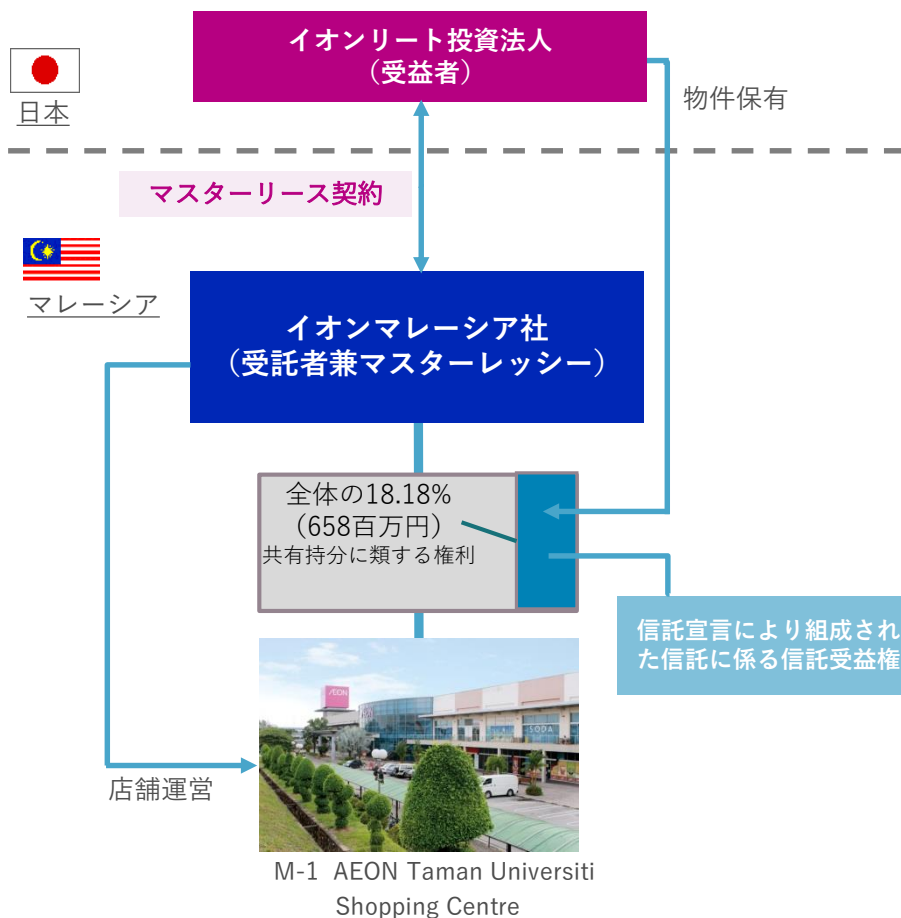 イオンリート投資法人
(受益者)
日本
物件保有
マスターリース契約
マレーシア
イオンマレーシア社
(受託者兼マスターレッシー)
全体の18.18%
(658百万円)
共有持分に類する権利
信託宣言により組成され
た信託に係る信託受益権
AEON
SODA
店舗運営
M-1 AEON Taman Universiti
Shopping Centre